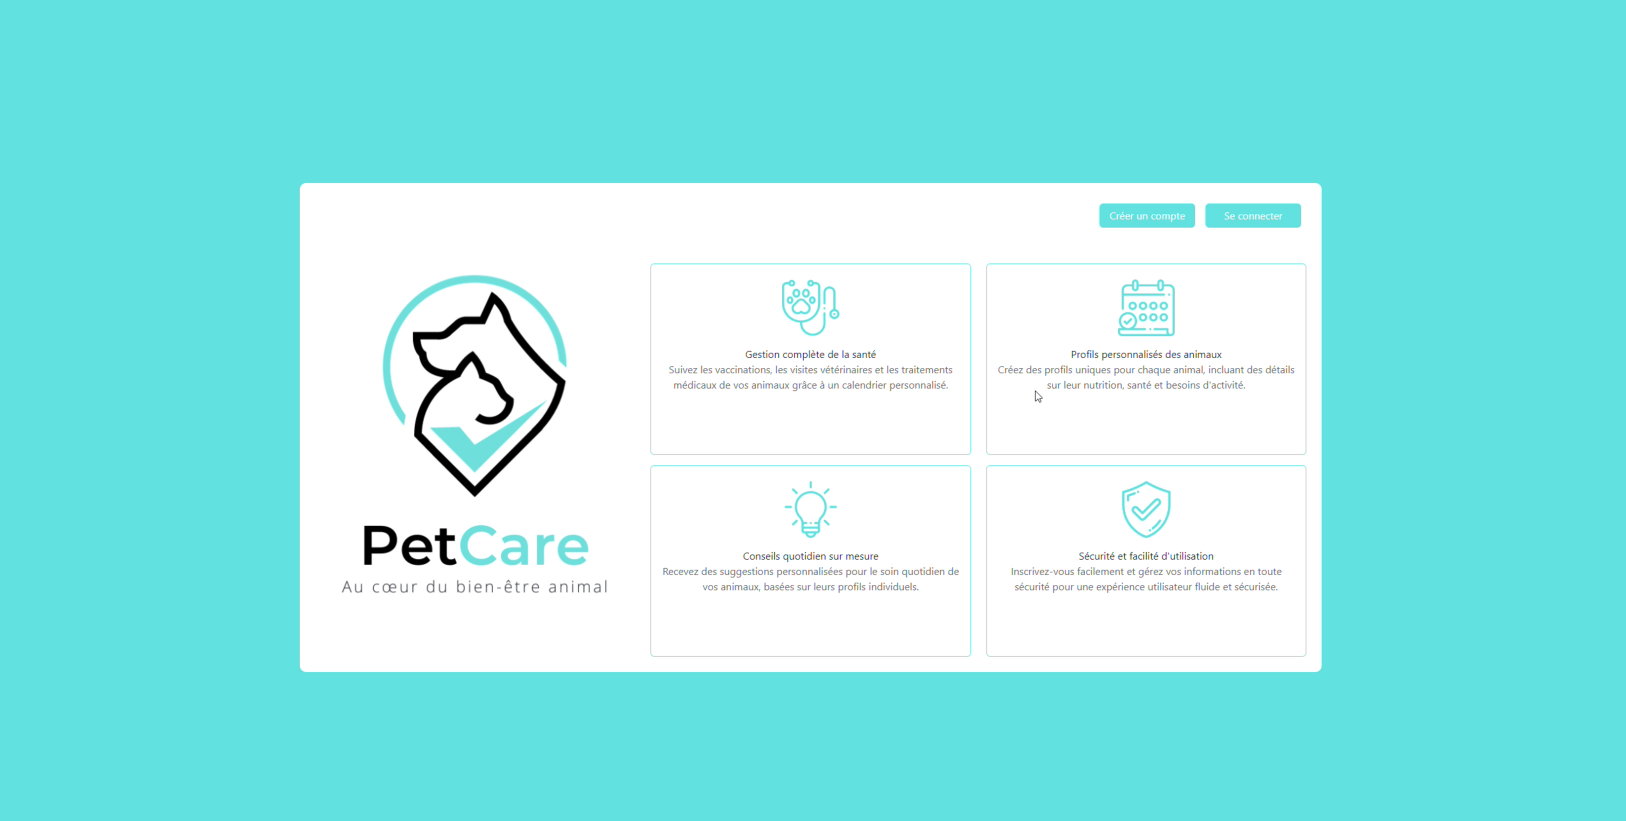 Créer un compte
Se connecter
PetCare
Au cœur du bien-être animal
Gestion complète de la santé
Suivez les vaccinations, les visites vétérinaires et les traitements
médicaux de vos animaux grâce à un calendrier personnalisé.
Profils personnalisés des animaux
Créez des profils uniques pour chaque animal, incluant des détails
sur leur nutrition, santé et besoins d'activité.
Conseils quotidien sur mesure
Recevez des suggestions personnalisées pour le soin quotidien de
vos animaux, basées sur leurs profils individuels.
Sécurité et facilité d'utilisation
Inscrivez-vous facilement et gérez vos informations en toute
sécurité pour une expérience utilisateur fluide et sécurisée.